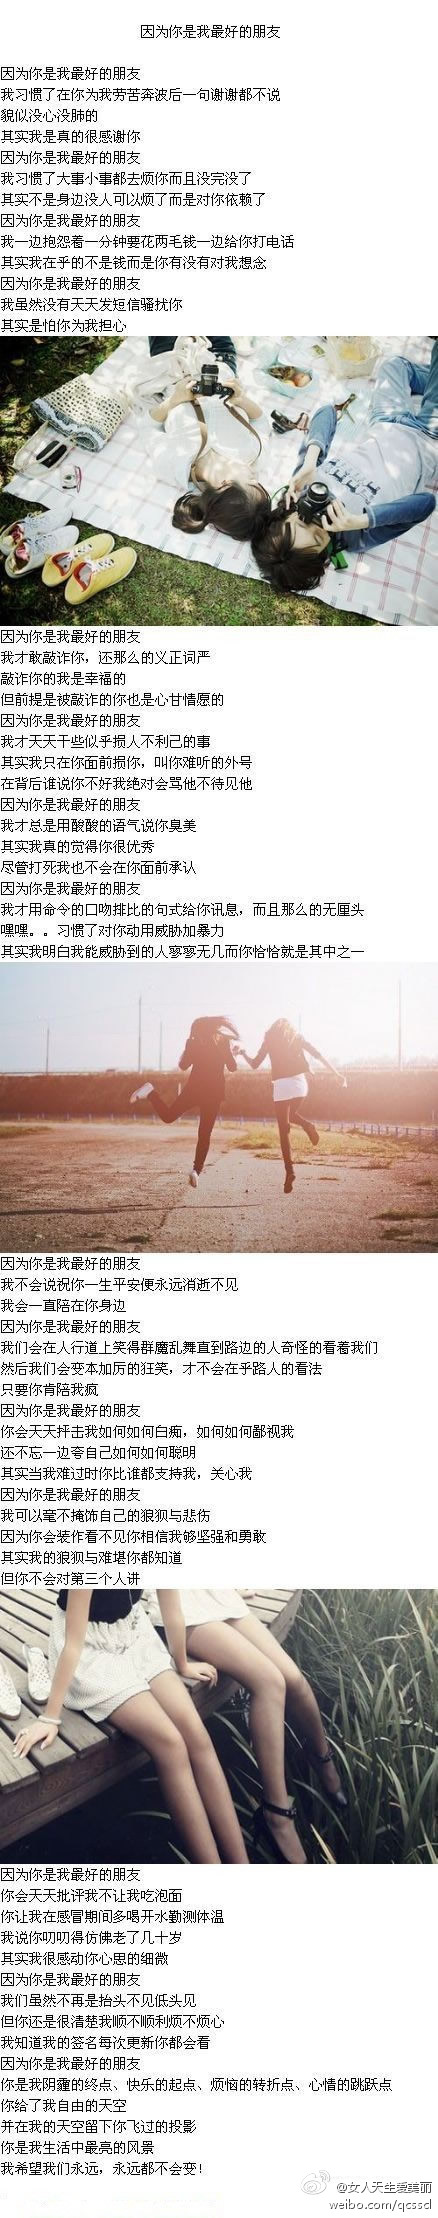 因为你是我最好的朋友
因为你是我最好的朋友
我习惯了在你为我劳苦奔波后一句谢谢都不说
貌似没心没肺的
其实我是真的很感谢你
因为你是我最好的朋友
我习惯了大事小事都去烦你而且没完没了
其实不是身边没人可以烦了而是对你依赖了
因为你是我最好的朋友
我一边抱怨着一分钟要花两毛钱一边给你打电话
其实我在乎的不是钱而是你有没有对我想念
因为你是我最好的朋友
我虽然没有天天发短信骚扰你
其实是怕你为我担心
因为你是我最好的朋友
我才敢敲诈你，还那么的义正词严
敲诈你的我是幸福的
但前提是被敲诈的你也是心甘情愿的
因为你是我最好的朋友
我才天天干些似乎损人不利己的事
其实我只在你面前损你，叫你难听的外号
在背后谁说你不好我绝对会骂他不待见他
因为你是我最好的朋友
我才总是用酸酸的语气说你臭美
其实我真的觉得你很优秀
尽管打死我也不会在你面前承认
因为你是我最好的朋友
我才用命令的口吻排比的句式给你讯息，而且那么的无厘头
嘿嘿。。习惯了对你动用威胁加暴力
其实我明白我能威胁到的人寥寥无几而你恰恰就是其中之一
因为你是我最好的朋友
我不会说祝你一生平安便永远消逝不见
我会一直陪在你身边
因为你是我最好的朋友
我们会在人行道上笑得群魔乱舞直到路边的人奇怪的看着我们
然后我们会变本加厉的狂笑，才不会在乎路人的看法
只要你肯陪我疯
因为你是我最好的朋友
你会天天抨击我如何如何白痴，如何如何鄙视我
还不忘一边夸自己如何如何聪明
其实当我难过时你比谁都支持我，关心我
因为你是我最好的朋友
我可以毫不掩饰自己的狼狈与悲伤
因为你会装作看不见你相信我够坚强和勇敢
其实我的狼狈与难堪你都知道
但你不会对第三个人讲
因为你是我最好的朋友
你会天天批评我不让我吃泡面
你让我在感冒期间多喝开水勤测体温
我说你叨叨得仿佛老了几十岁
其实我很感动你心思的细微
因为你是我最好的朋友
我们虽然不再是抬头不见低头见
但你还是很清楚我顺不顺利烦不烦心
我知道我的签名每次更新你都会看
因为你是我最好的朋友
你是我阴霾的终点、快乐的起点、烦恼的转折点、心情的跳跃点
你给了我自由的天空
并在我的天空留下你飞过的投影
你是我生活中最亮的风景
我希望我们永远，永远都不会变！
@女人天生爱美丽
weibo.com/qcsscl